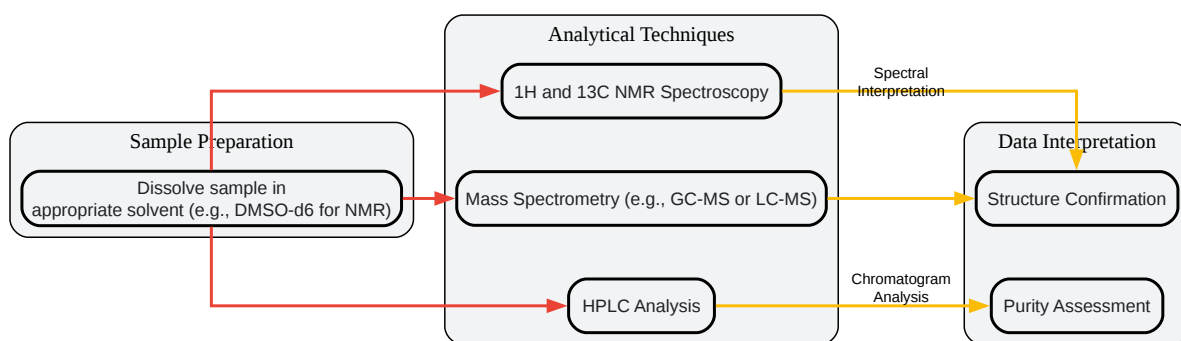 Analytical Techniques
1H and 13C NMR Spectroscopy
Spectral
Interpretation
Sample Preparation
Dissolve sample in
appropriate solvent (e.g., DMSO-d6 for NMR)
Mass Spectrometry (e.g., GC-MS or LC-MS)
Data Interpretation
Structure Confirmation
HPLC Analysis
Chromatogram
Analysis
Purity Assessment